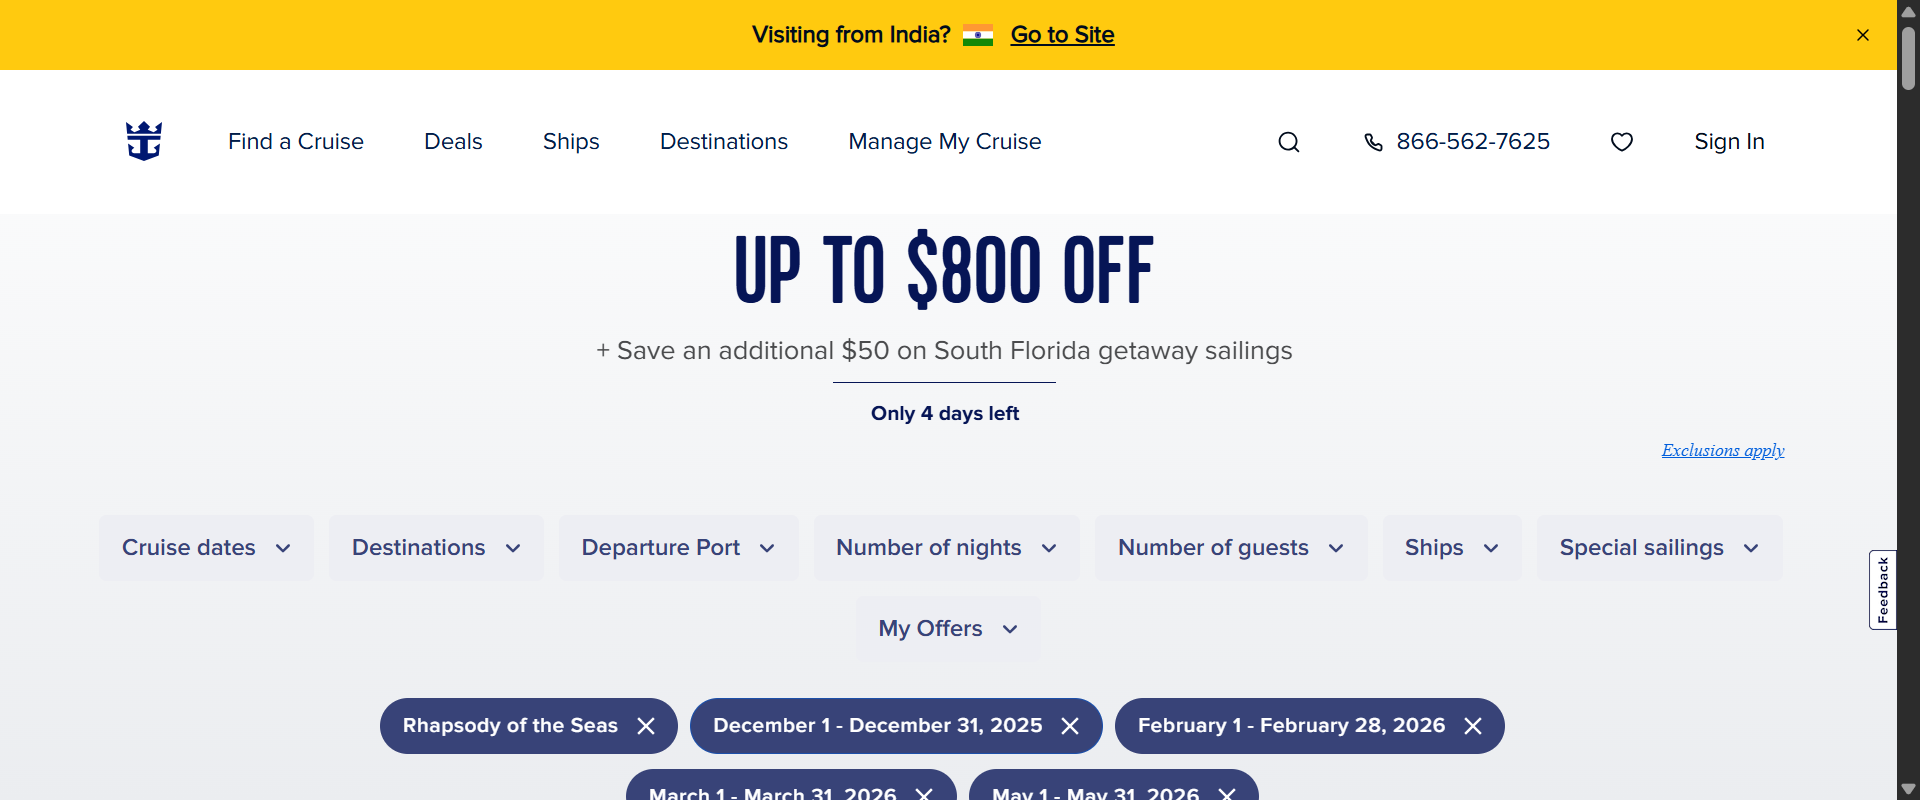 Visiting from India? Go to Site
Find a Cruise Deals Ships Destinations Manage My Cruise 866-562-7625 Sign In
UP TO $800 OFF
+ Save an additional $50 on South Florida getaway sailings
Only 4 days left
Exclusions apply
Cruise dates Destinations Departure Port Number of nights Number of guests Ships Special sailings
Feedback
My Offers
Rhapsody of the Seas December 1 - December 31, 2025 February 1 - February 28, 2026
March 1 - March 31, 2026 May 1 - May 31, 2026